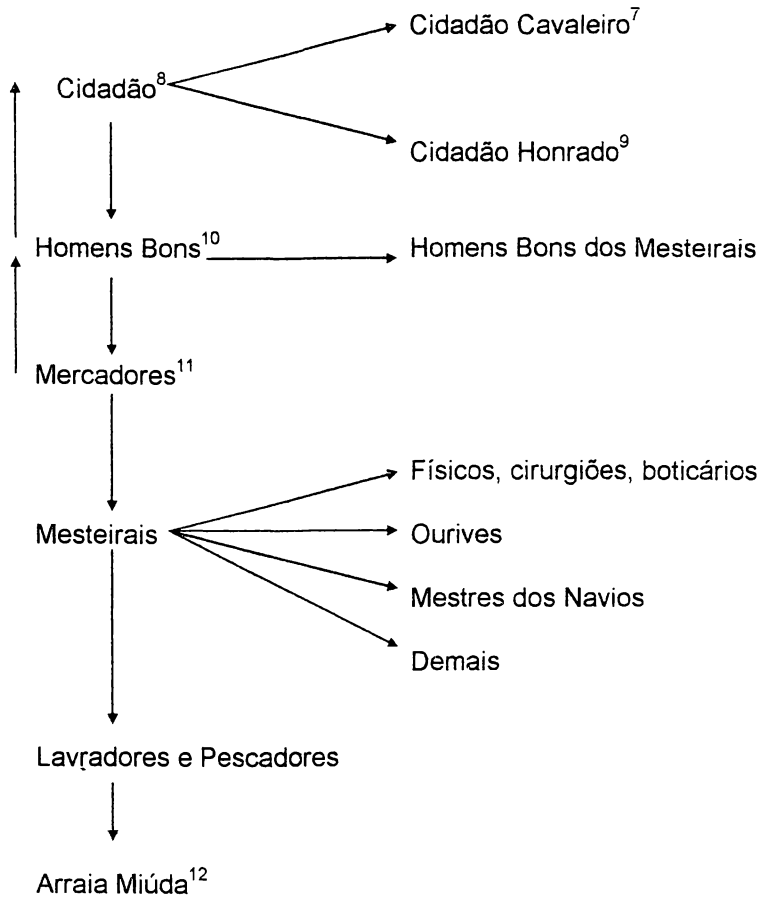 Cidadão Cavaleiro⁷
Cidadão⁸
Cidadão Honrado⁹
Homens Bons¹⁰
Homens Bons dos Mesteirais
Mercadores¹¹
Físicos, cirurgiões, boticários
Mesteirais
Ourives
Mestres dos Navios
Demais
Lavradores e Pescadores
Arraia Miúda¹²